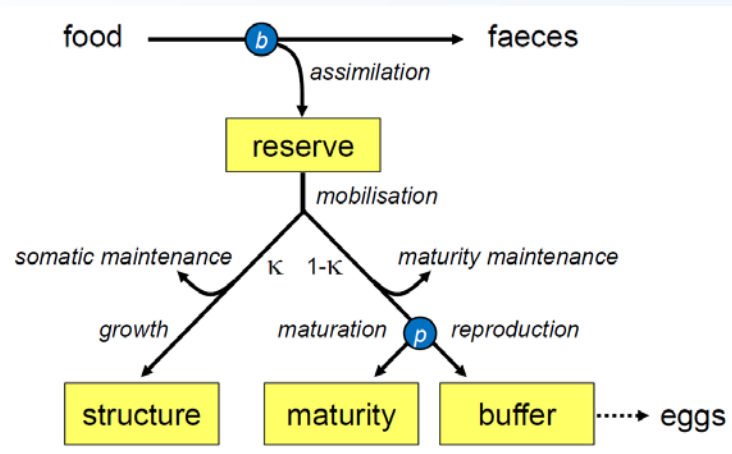 food
b
faeces
assimilation
reserve
mobilisation
somatic maintenance
κ
1-κ
maturity maintenance
growth
maturation
p
reproduction
structure
maturity
buffer
eggs